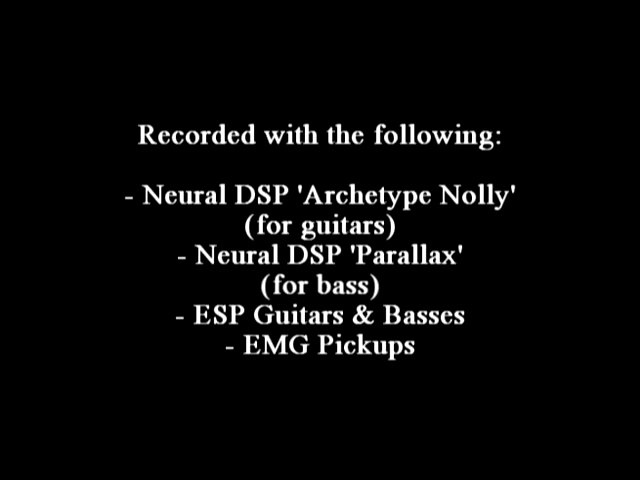 Recorded with the following:
- Neural DSP 'Archetype Nolly'
(for guitars)
- Neural DSP 'Parallax'
(for bass)
- ESP Guitars & Basses
- EMG Pickups